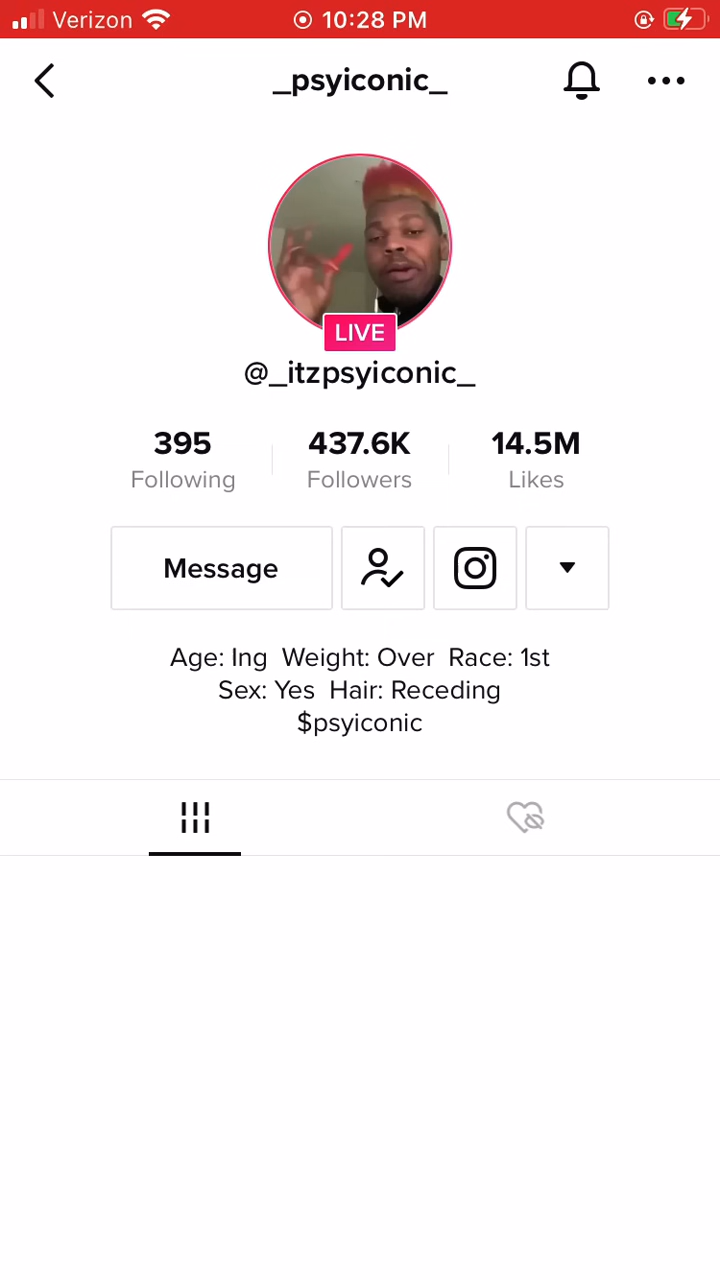 Verizon 10:28 PM
_psyiconic_
LIVE
@_itzpsyiconic_
395 437.6K 14.5M
Following Followers Likes
Message
Age: Ing Weight: Over Race: 1st
Sex: Yes Hair: Receding
$psyiconic